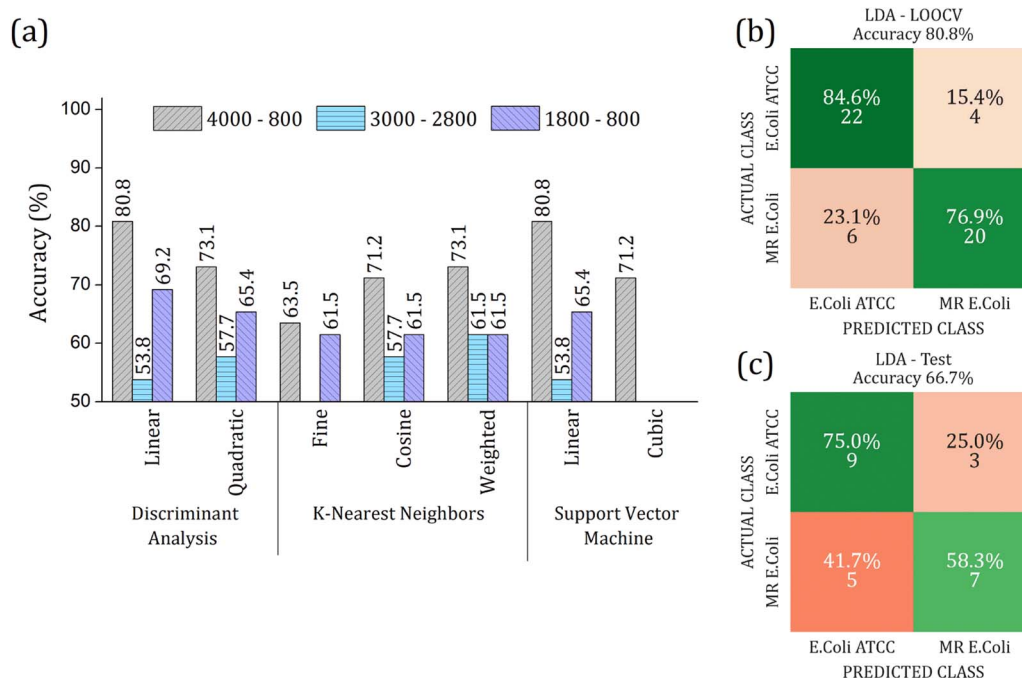 (a)
4000 - 800
3000 - 2800
1800 - 800
Accuracy (%)
100
90
80
70
60
50
80.8
53.8
69.2
73.1
57.7
65.4
63.5
61.5
71.2
57.7
61.5
73.1
61.5
61.5
80.8
53.8
65.4
71.2
Linear
Quadratic
Fine
Cosine
Weighted
Linear
Cubic
Discriminant
Analysis
K-Nearest Neighbors
Support Vector
Machine
(b)
LDA - LOOCV
Accuracy 80.8%
ACTUAL CLASS
E.Coli ATCC
MR E.Coli
84.6%
22
15.4%
4
23.1%
6
76.9%
20
E.Coli ATCC
MR E.Coli
PREDICTED CLASS
(c)
LDA - Test
Accuracy 66.7%
ACTUAL CLASS
E.Coli ATCC
MR E.Coli
75.0%
9
25.0%
3
41.7%
5
58.3%
7
E.Coli ATCC
MR E.Coli
PREDICTED CLASS